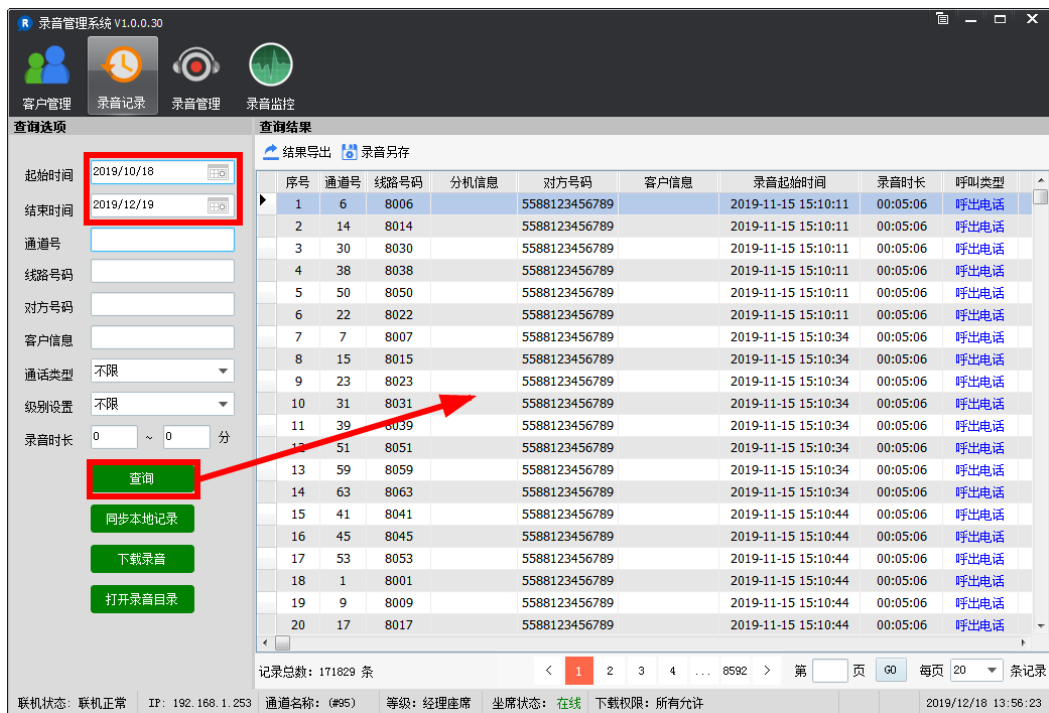 录音管理系统 V1.0.0.30
客户管理 录音记录 录音管理 录音监控
查询选项
起始时间 2019/10/18
结束时间 2019/12/19
通道号
线路号码
对方号码
客户信息
通话类型 不限
级别设置 不限
录音时长 0 ~ 0 分
查询
同步本地记录
下载录音
打开录音目录
查询结果
结果导出 录音另存
序号 通道号 线路号码 分机信息 对方号码 客户信息 录音起始时间 录音时长 呼叫类型
1 6 8006 5588123456789 2019-11-15 15:10:11 00:05:06 呼出电话
2 14 8014 5588123456789 2019-11-15 15:10:11 00:05:06 呼出电话
3 30 8030 5588123456789 2019-11-15 15:10:11 00:05:06 呼出电话
4 38 8038 5588123456789 2019-11-15 15:10:11 00:05:06 呼出电话
5 50 8050 5588123456789 2019-11-15 15:10:11 00:05:06 呼出电话
6 22 8022 5588123456789 2019-11-15 15:10:11 00:05:06 呼出电话
7 7 8007 5588123456789 2019-11-15 15:10:34 00:05:06 呼出电话
8 15 8015 5588123456789 2019-11-15 15:10:34 00:05:06 呼出电话
9 23 8023 5588123456789 2019-11-15 15:10:34 00:05:06 呼出电话
10 31 8031 5588123456789 2019-11-15 15:10:34 00:05:06 呼出电话
11 39 8039 5588123456789 2019-11-15 15:10:34 00:05:06 呼出电话
12 51 8051 5588123456789 2019-11-15 15:10:34 00:05:06 呼出电话
13 59 8059 5588123456789 2019-11-15 15:10:34 00:05:06 呼出电话
14 63 8063 5588123456789 2019-11-15 15:10:34 00:05:06 呼出电话
15 41 8041 5588123456789 2019-11-15 15:10:44 00:05:06 呼出电话
16 45 8045 5588123456789 2019-11-15 15:10:44 00:05:06 呼出电话
17 53 8053 5588123456789 2019-11-15 15:10:44 00:05:06 呼出电话
18 1 8001 5588123456789 2019-11-15 15:10:44 00:05:06 呼出电话
19 9 8009 5588123456789 2019-11-15 15:10:44 00:05:06 呼出电话
20 17 8017 5588123456789 2019-11-15 15:10:44 00:05:06 呼出电话
记录总数: 171829 条 < 1 2 3 4 ... 8592 > 第 页 GO 每页 20 条记录
联机状态: 联机正常 IP: 192.168.1.253 通道名称: (#95) 等级: 经理座席 坐席状态: 在线 下载权限: 所有允许 2019/12/18 13:56:23